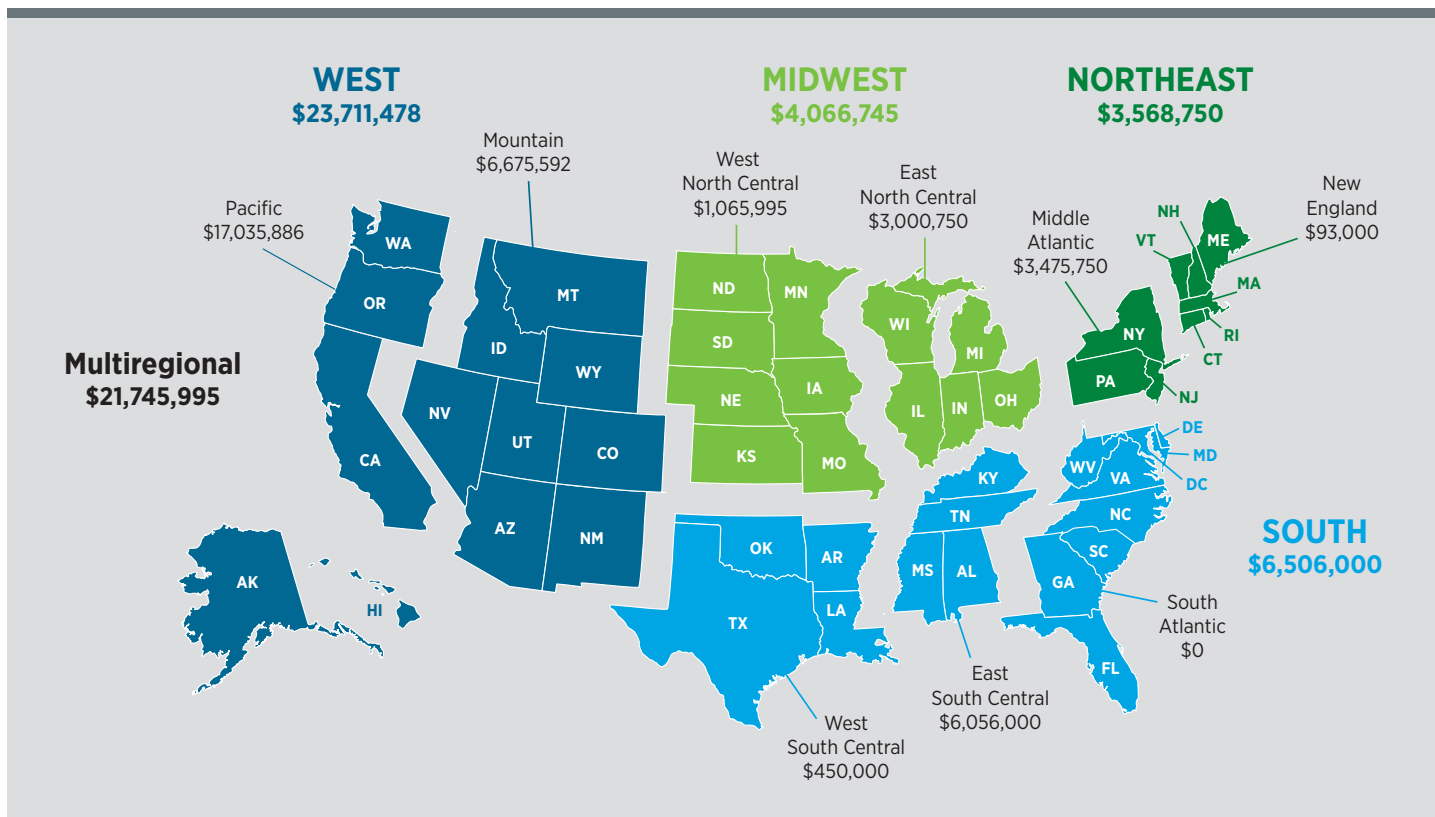 WEST
$23,711,478
MIDWEST
$4,066,745
NORTHEAST
$3,568,750
Mountain
$6,675,592
Pacific
$17,035,886
West
North Central
$1,065,995
East
North Central
$3,000,750
Middle
Atlantic
$3,475,750
New
England
$93,000
Multiregional
$21,745,995
SOUTH
$6,506,000
South
Atlantic
$0
East
South Central
$6,056,000
West
South Central
$450,000
WA
OR
CA
NV
ID
MT
WY
UT
CO
AZ
NM
AK
HI
ND
SD
NE
KS
MN
IA
MO
WI
MI
IL
IN
OH
NH
VT
ME
MA
RI
CT
NY
PA
NJ
DE
MD
DC
WV
VA
NC
SC
GA
FL
KY
TN
MS
AL
OK
AR
TX
LA